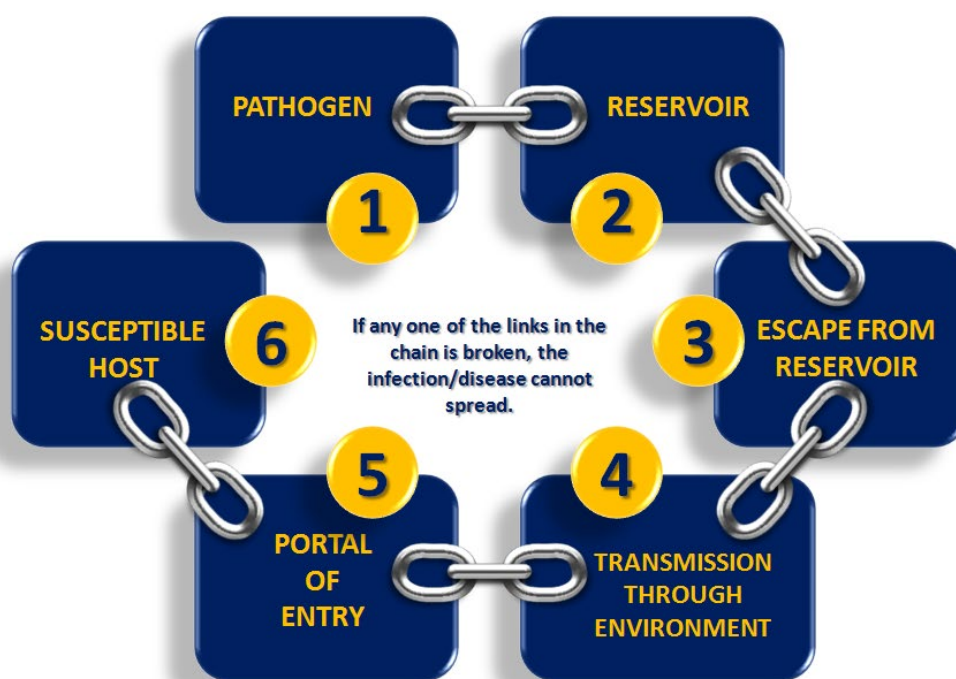 PATHOGEN
1
RESERVOIR
2
3
ESCAPE FROM
RESERVOIR
4
TRANSMISSION
THROUGH
ENVIRONMENT
5
PORTAL
OF
ENTRY
6
SUSCEPTIBLE
HOST
If any one of the links in the
chain is broken, the
infection/disease cannot
spread.